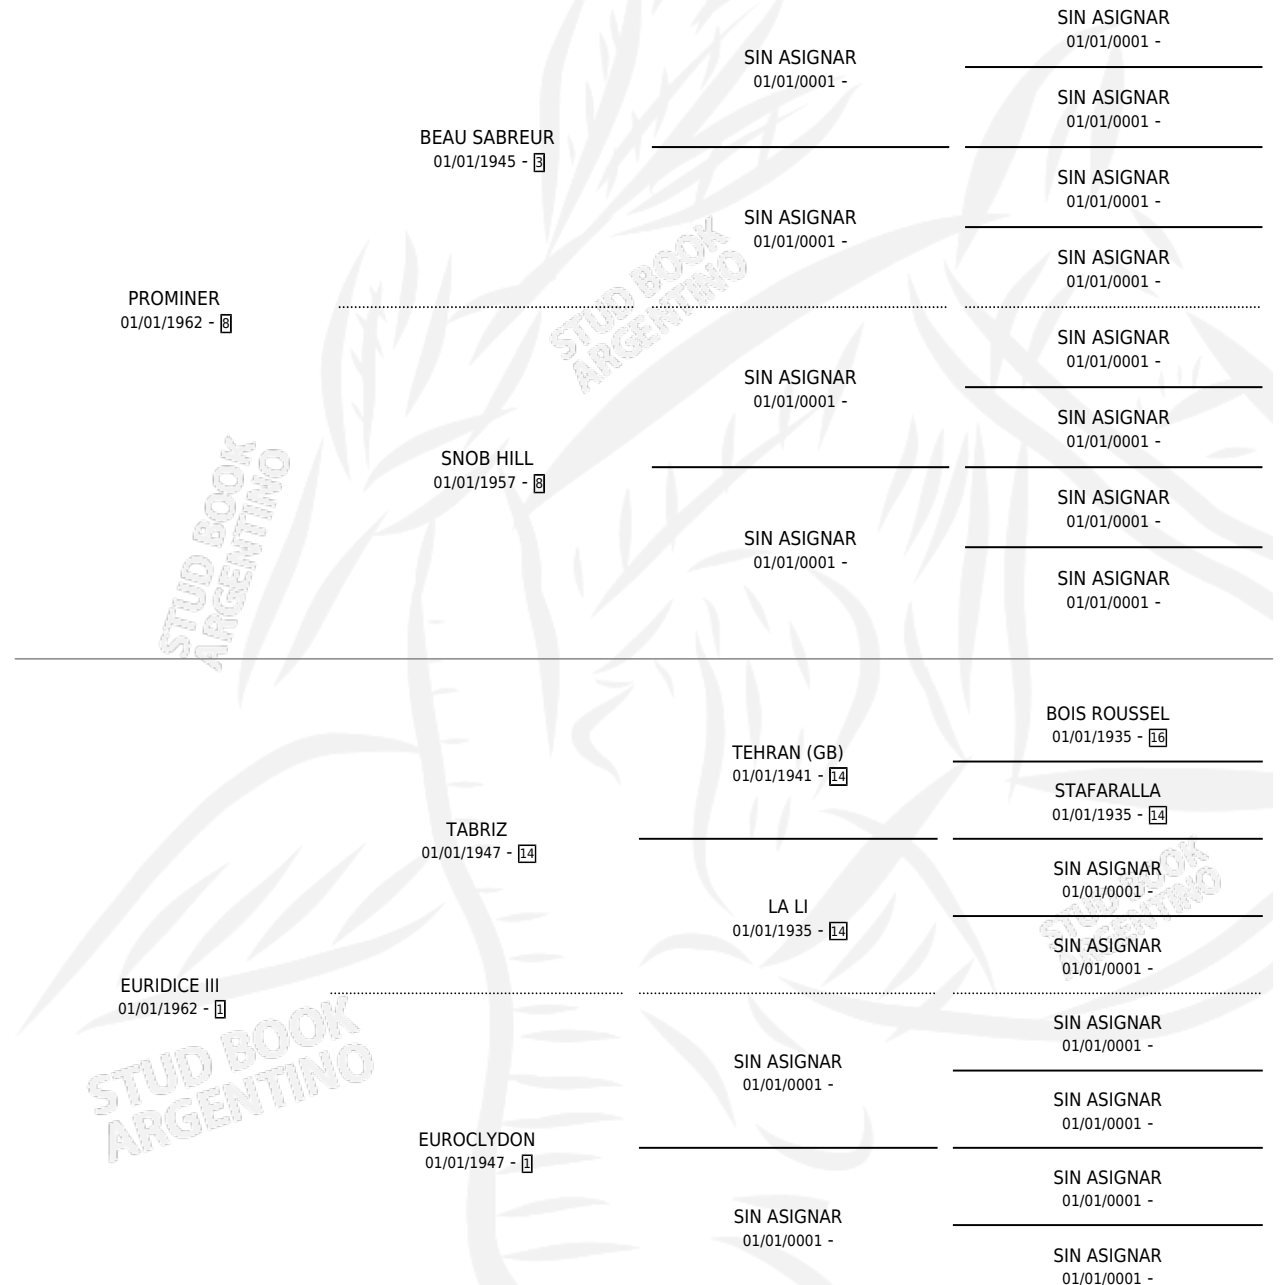 SIN ASIGNAR
01/01/0001 -
SIN ASIGNAR
01/01/0001 -
SIN ASIGNAR
01/01/0001 -
BEAU SABREUR
01/01/1945 - 3
SIN ASIGNAR
01/01/0001 -
SIN ASIGNAR
01/01/0001 -
SIN ASIGNAR
01/01/0001 -
PROMINER
01/01/1962 - 8
SIN ASIGNAR
01/01/0001 -
SIN ASIGNAR
01/01/0001 -
SIN ASIGNAR
01/01/0001 -
SNOB HILL
01/01/1957 - 8
SIN ASIGNAR
01/01/0001 -
SIN ASIGNAR
01/01/0001 -
SIN ASIGNAR
01/01/0001 -
STUD BOOK
ARGENTINO
STUD BOOK
ARGENTINO
BOIS ROUSSEL
01/01/1935 - 16
TEHRAN (GB)
01/01/1941 - 14
STAFARALLA
01/01/1935 - 14
TABRIZ
01/01/1947 - 14
SIN ASIGNAR
01/01/0001 -
LA LI
01/01/1935 - 14
SIN ASIGNAR
01/01/0001 -
EURIDICE III
01/01/1962 - 1
SIN ASIGNAR
01/01/0001 -
SIN ASIGNAR
01/01/0001 -
SIN ASIGNAR
01/01/0001 -
EUROCLYDON
01/01/1947 - 1
SIN ASIGNAR
01/01/0001 -
SIN ASIGNAR
01/01/0001 -
SIN ASIGNAR
01/01/0001 -
STUD BOOK
ARGENTINO
STUD BOOK
ARGENTINO